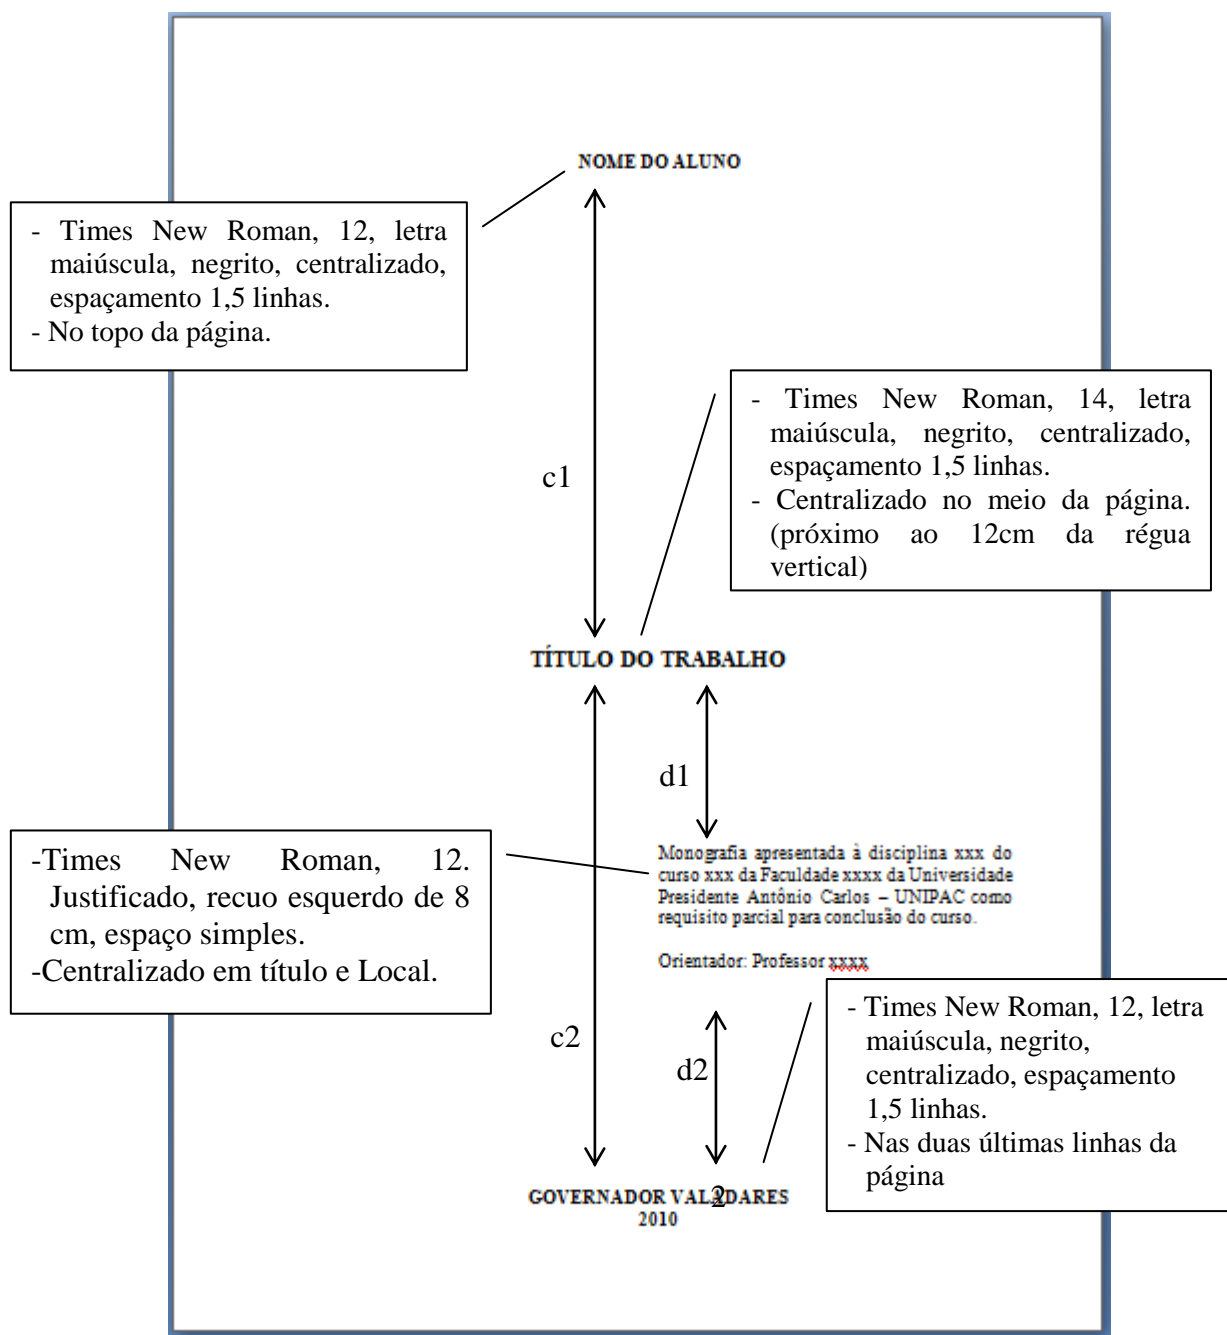 NOME DO ALUNO
- Times New Roman, 12, letra
maiúscula, negrito, centralizado,
espaçamento 1,5 linhas.
- No topo da página.
- Times New Roman, 14, letra
maiúscula, negrito, centralizado,
espaçamento 1,5 linhas.
- Centralizado no meio da página.
(próximo ao 12cm da régua
vertical)
c1
TÍTULO DO TRABALHO
d1
-Times New Roman, 12.
Justificado, recuo esquerdo de 8
cm, espaço simples.
-Centralizado em título e Local.
Monografia apresentada à disciplina xxx do
curso xxx da Faculdade xxxx da Universidade
Presidente Antônio Carlos – UNIPAC como
requisito parcial para conclusão do curso.
Orientador: Professor xxxx
c2
d2
- Times New Roman, 12, letra
maiúscula, negrito,
centralizado, espaçamento
1,5 linhas.
- Nas duas últimas linhas da
página
2
GOVERNADOR VALADARES
2010